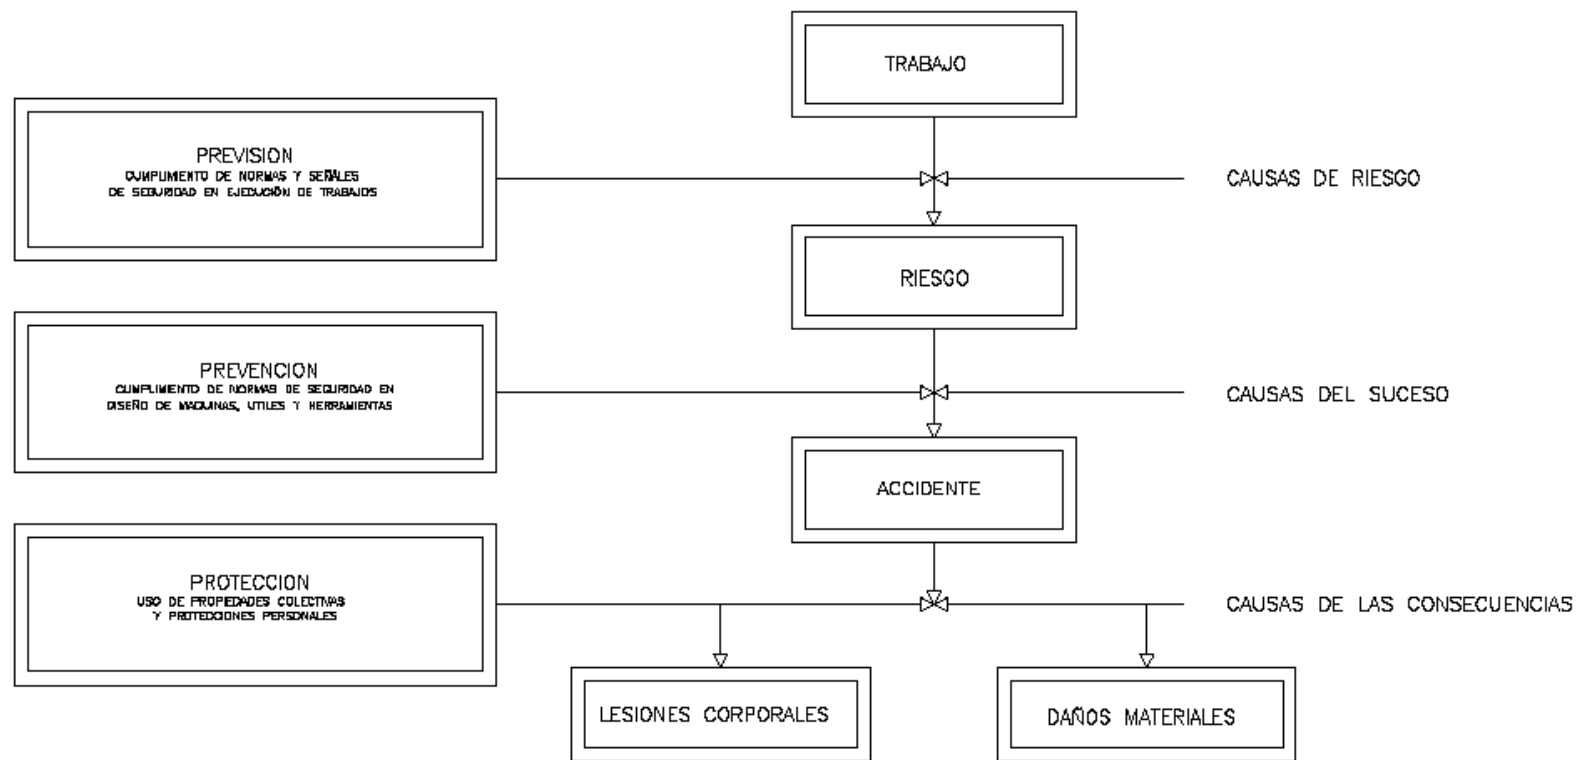 TRABAJO
PREVISION
CUMPLIMENTO DE NORMAS Y SEÑALES
DE SEGURIDAD EN EJECUCIÓN DE TRABAJOS
CAUSAS DE RIESGO
RIESGO
PREVENCION
CUMPLIMENTO DE NORMAS DE SEGURIDAD EN
DISEÑO DE MAQUINAS, UTILES Y HERRAMIENTAS
CAUSAS DEL SUCESO
ACCIDENTE
PROTECCION
USO DE PROPIEDADES COLECTIVAS
Y PROTECCIONES PERSONALES
CAUSAS DE LAS CONSECUENCIAS
LESIONES CORPORALES
DAÑOS MATERIALES